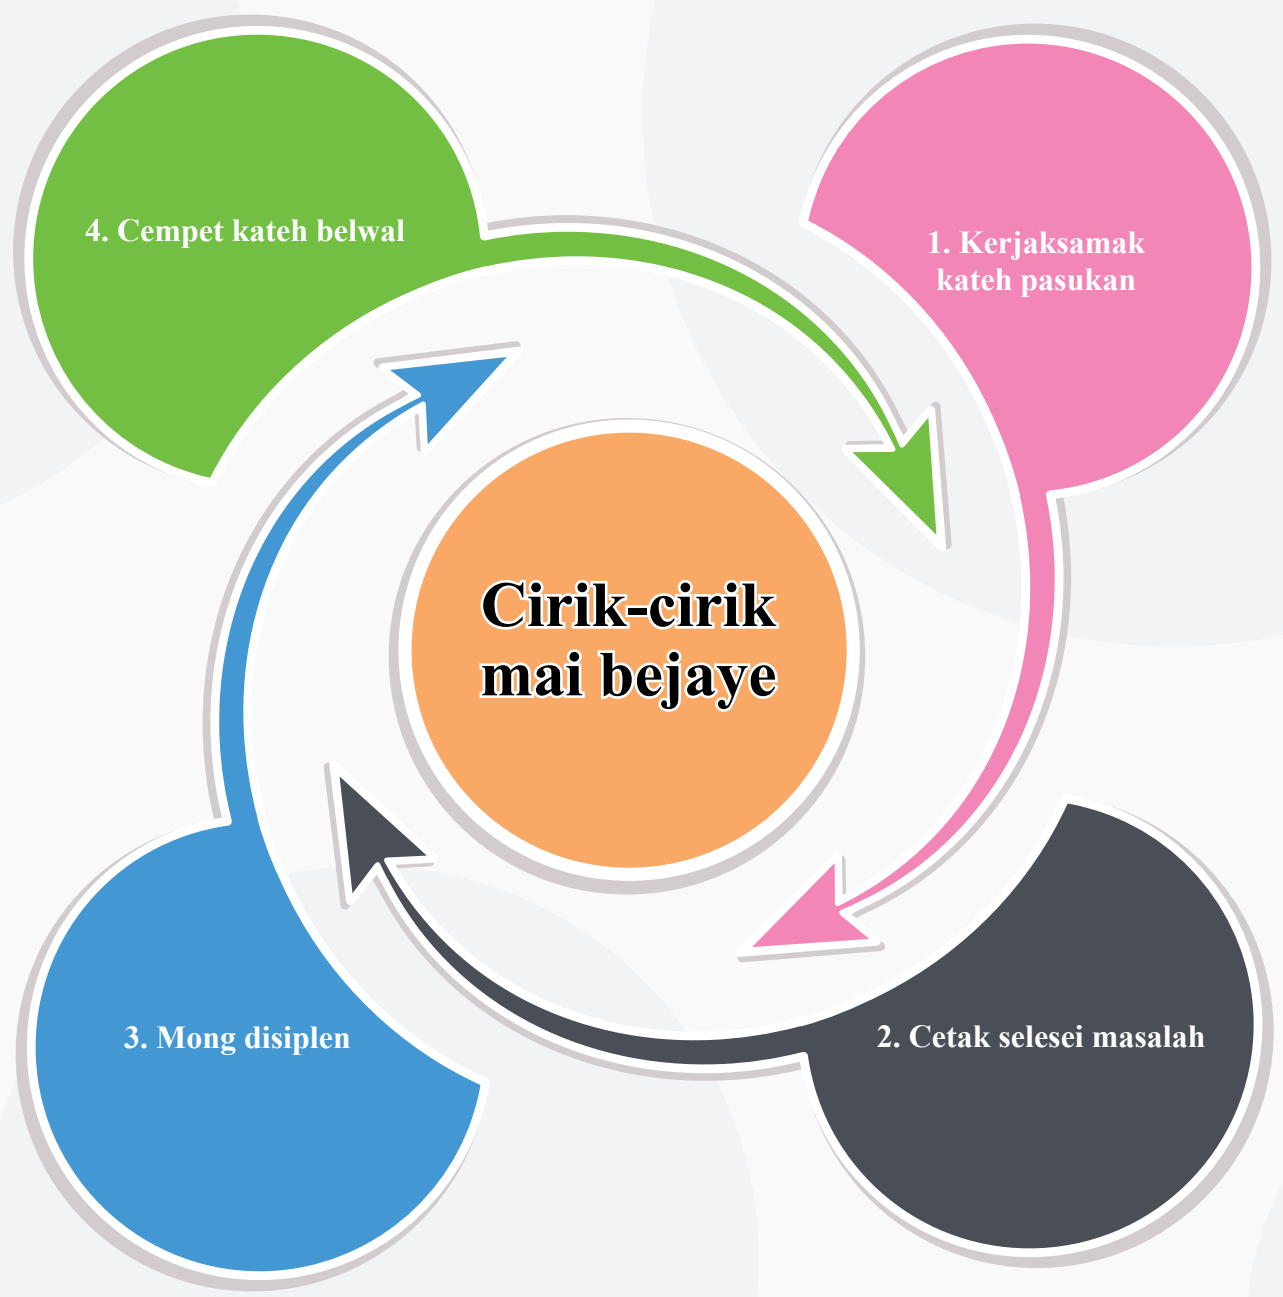 Cirik-cirik
mai bejaye
1. Kerjaksamak
kateh pasukan
2. Cetak selesei masalah
3. Mong disiplen
4. Cempet kateh belwal